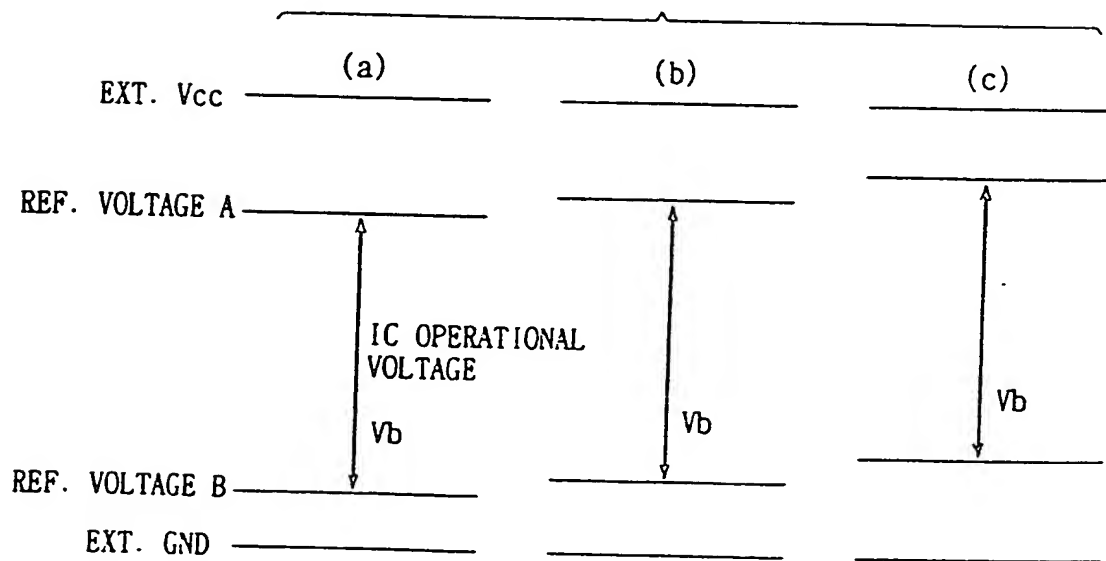 (a) (b) (c)
EXT. Vcc
REF. VOLTAGE A
IC OPERATIONAL
VOLTAGE
Vb Vb Vb
REF. VOLTAGE B
EXT. GND